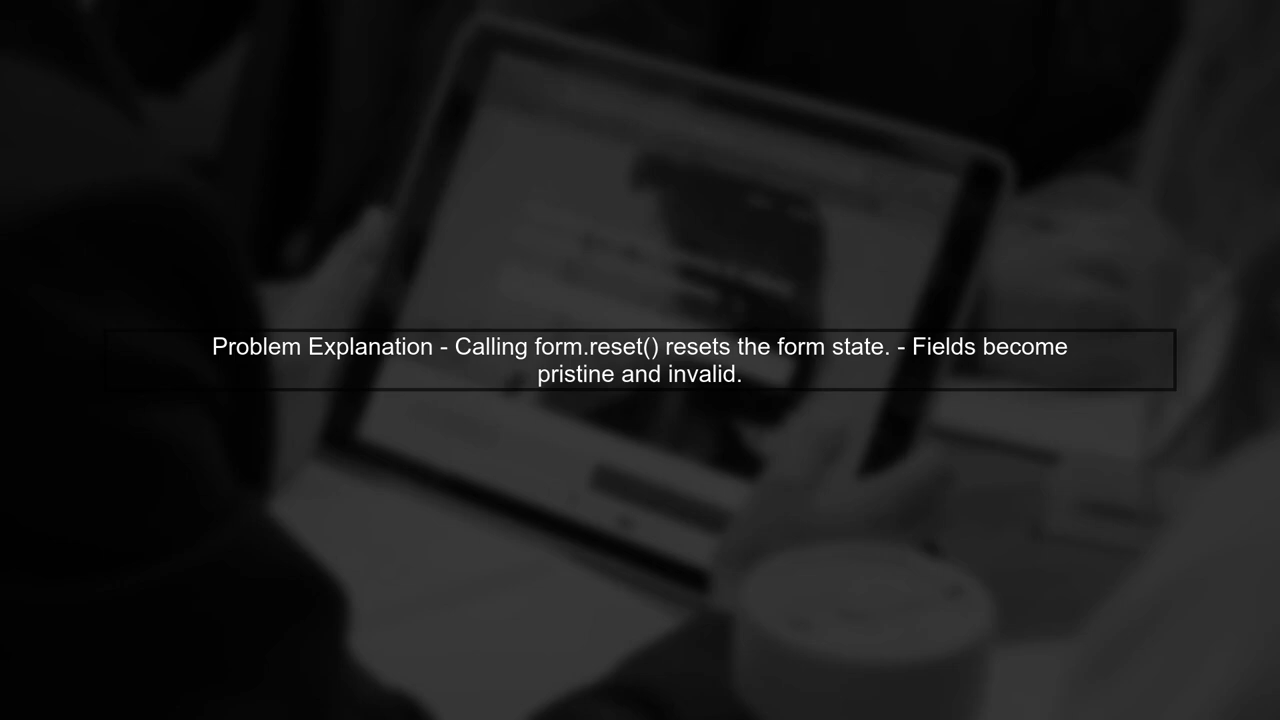 Problem Explanation - Calling form.reset() resets the form state. - Fields become
pristine and invalid.